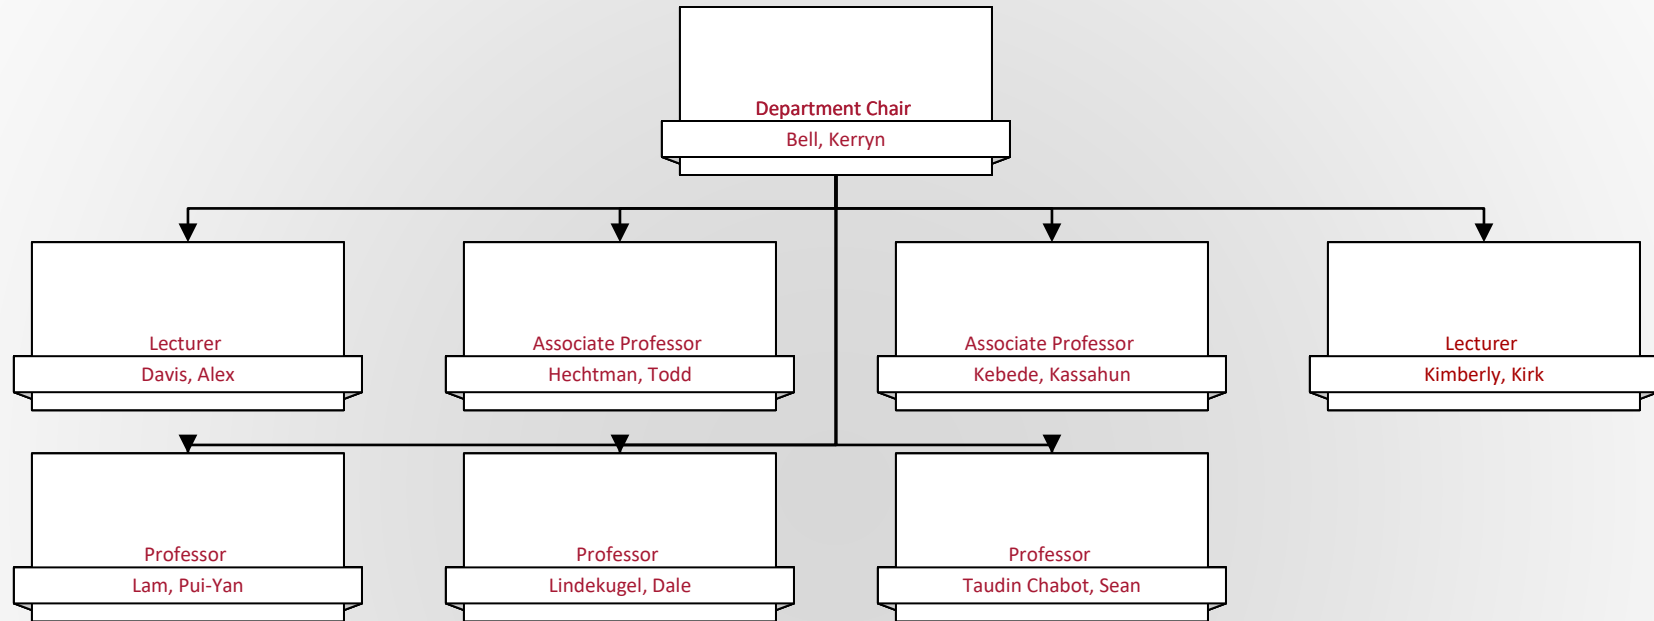 Department Chair
Bell, Kerryn
Lecturer
Davis, Alex
Associate Professor
Hechtman, Todd
Associate Professor
Kebede, Kassahun
Lecturer
Kimberly, Kirk
Professor
Lam, Pui-Yan
Professor
Lindekugel, Dale
Professor
Taudin Chabot, Sean